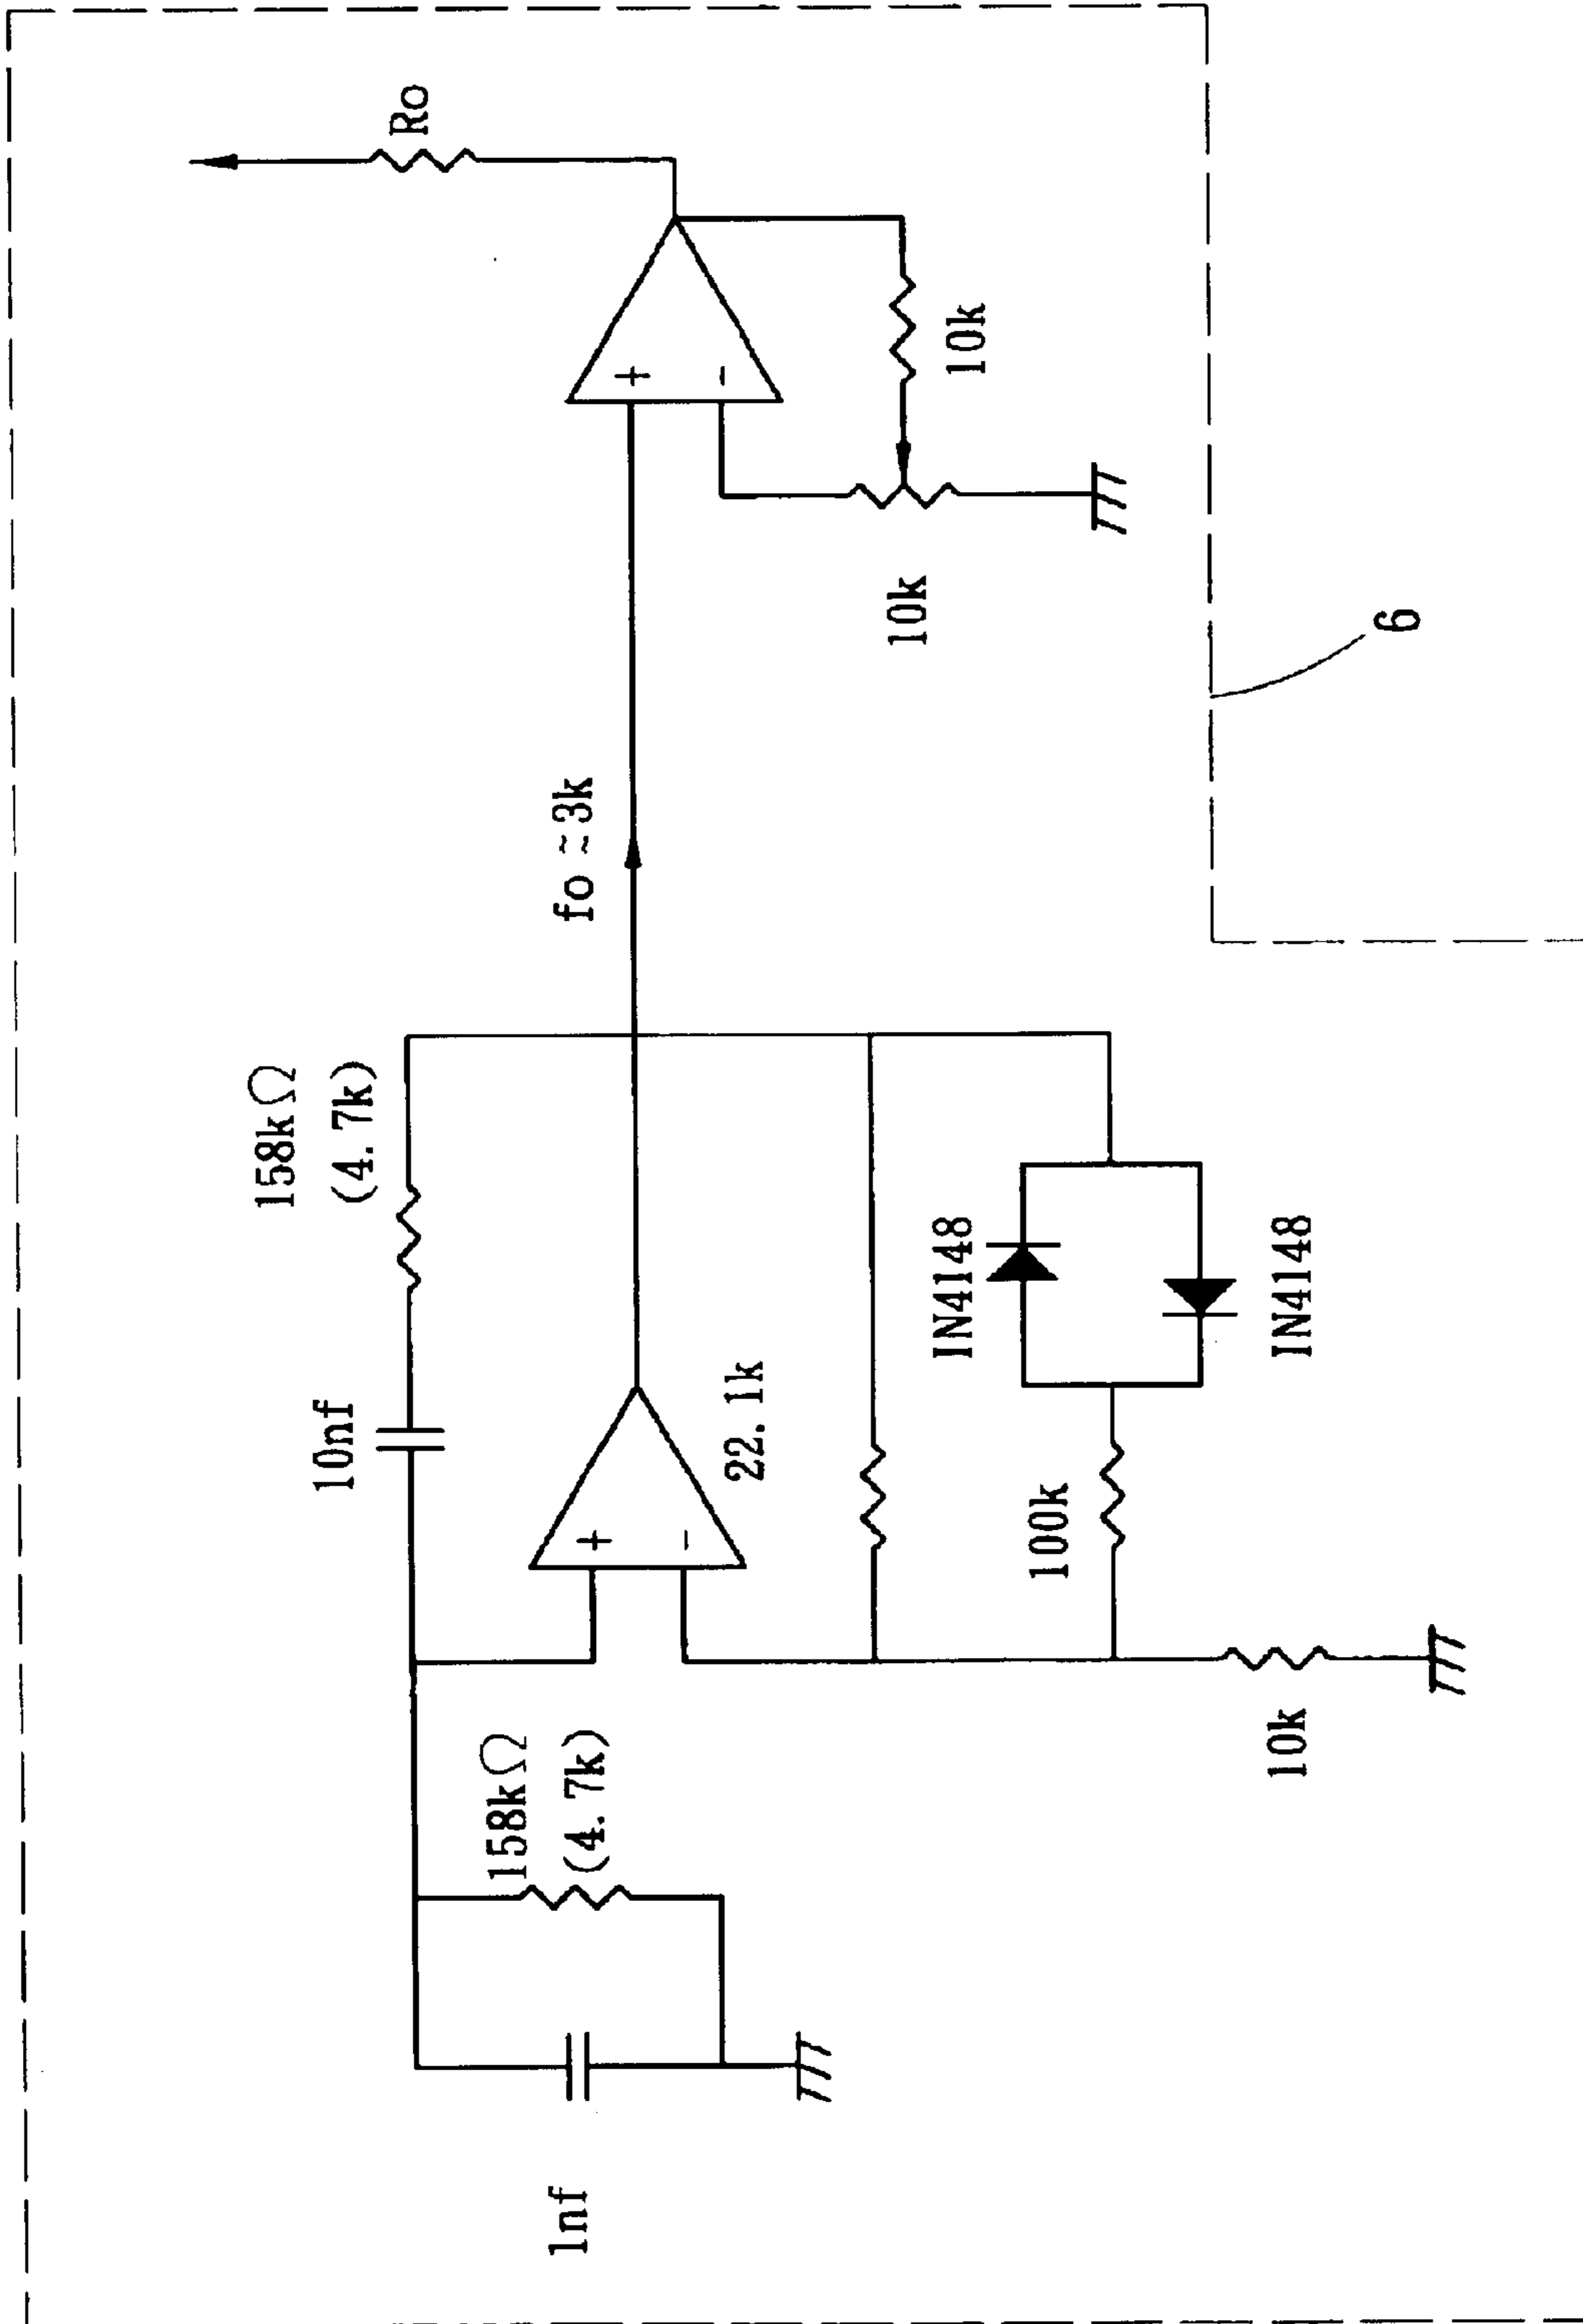 158kΩ
(4.7k)
10nf
fo ≈3k
Ro
+
-
22.1k
+
-
10k
10k
158kΩ
(4.7k)
1nf
IN4148
100k
IN4148
10k
6